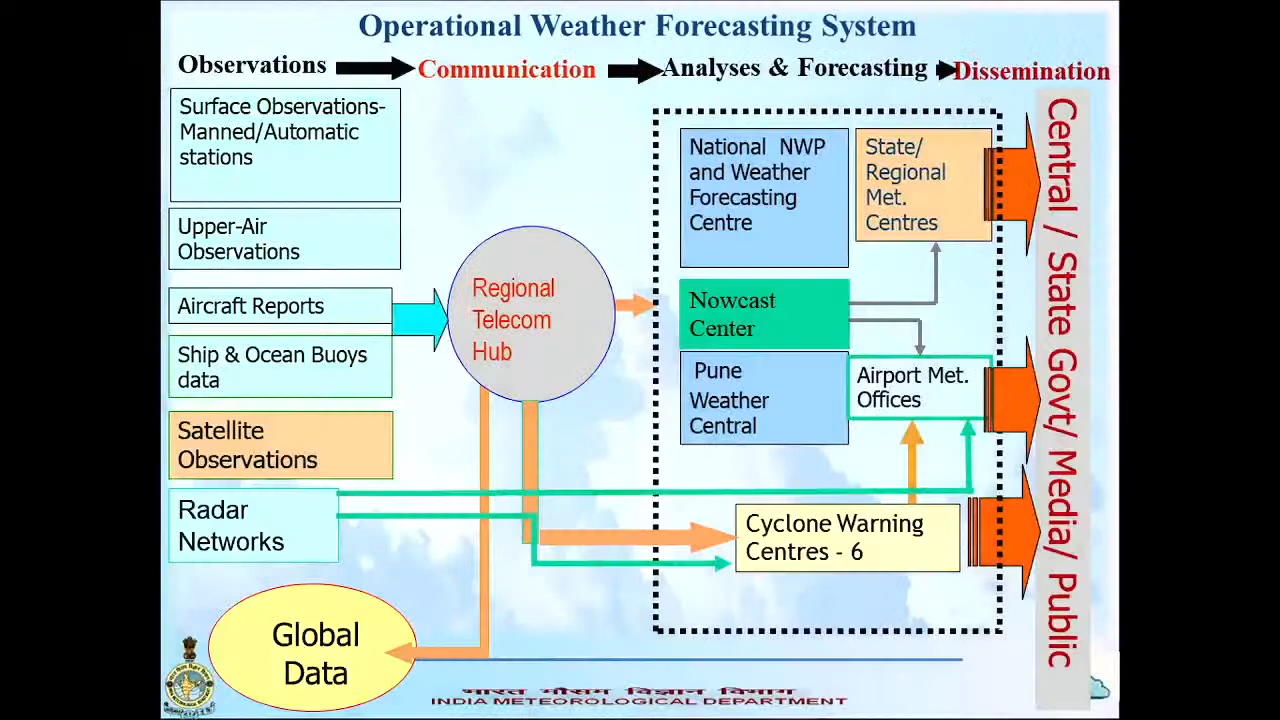 Operational Weather Forecasting System
Observations
Communication
Analyses & Forecasting
Dissemination
Surface Observations-
Manned/Automatic
stations
Upper-Air
Observations
Aircraft Reports
Ship & Ocean Buoys
data
Satellite
Observations
Radar
Networks
Global
Data
Regional
Telecom
Hub
National NWP
and Weather
Forecasting
Centre
State/
Regional
Met.
Centres
Nowcast
Center
Pune
Weather
Central
Airport Met.
Offices
Cyclone Warning
Centres - 6
Central / State Govt/ Media/ Public
भारत मौसम विज्ञान विभाग
INDIA METEOROLOGICAL DEPARTMENT